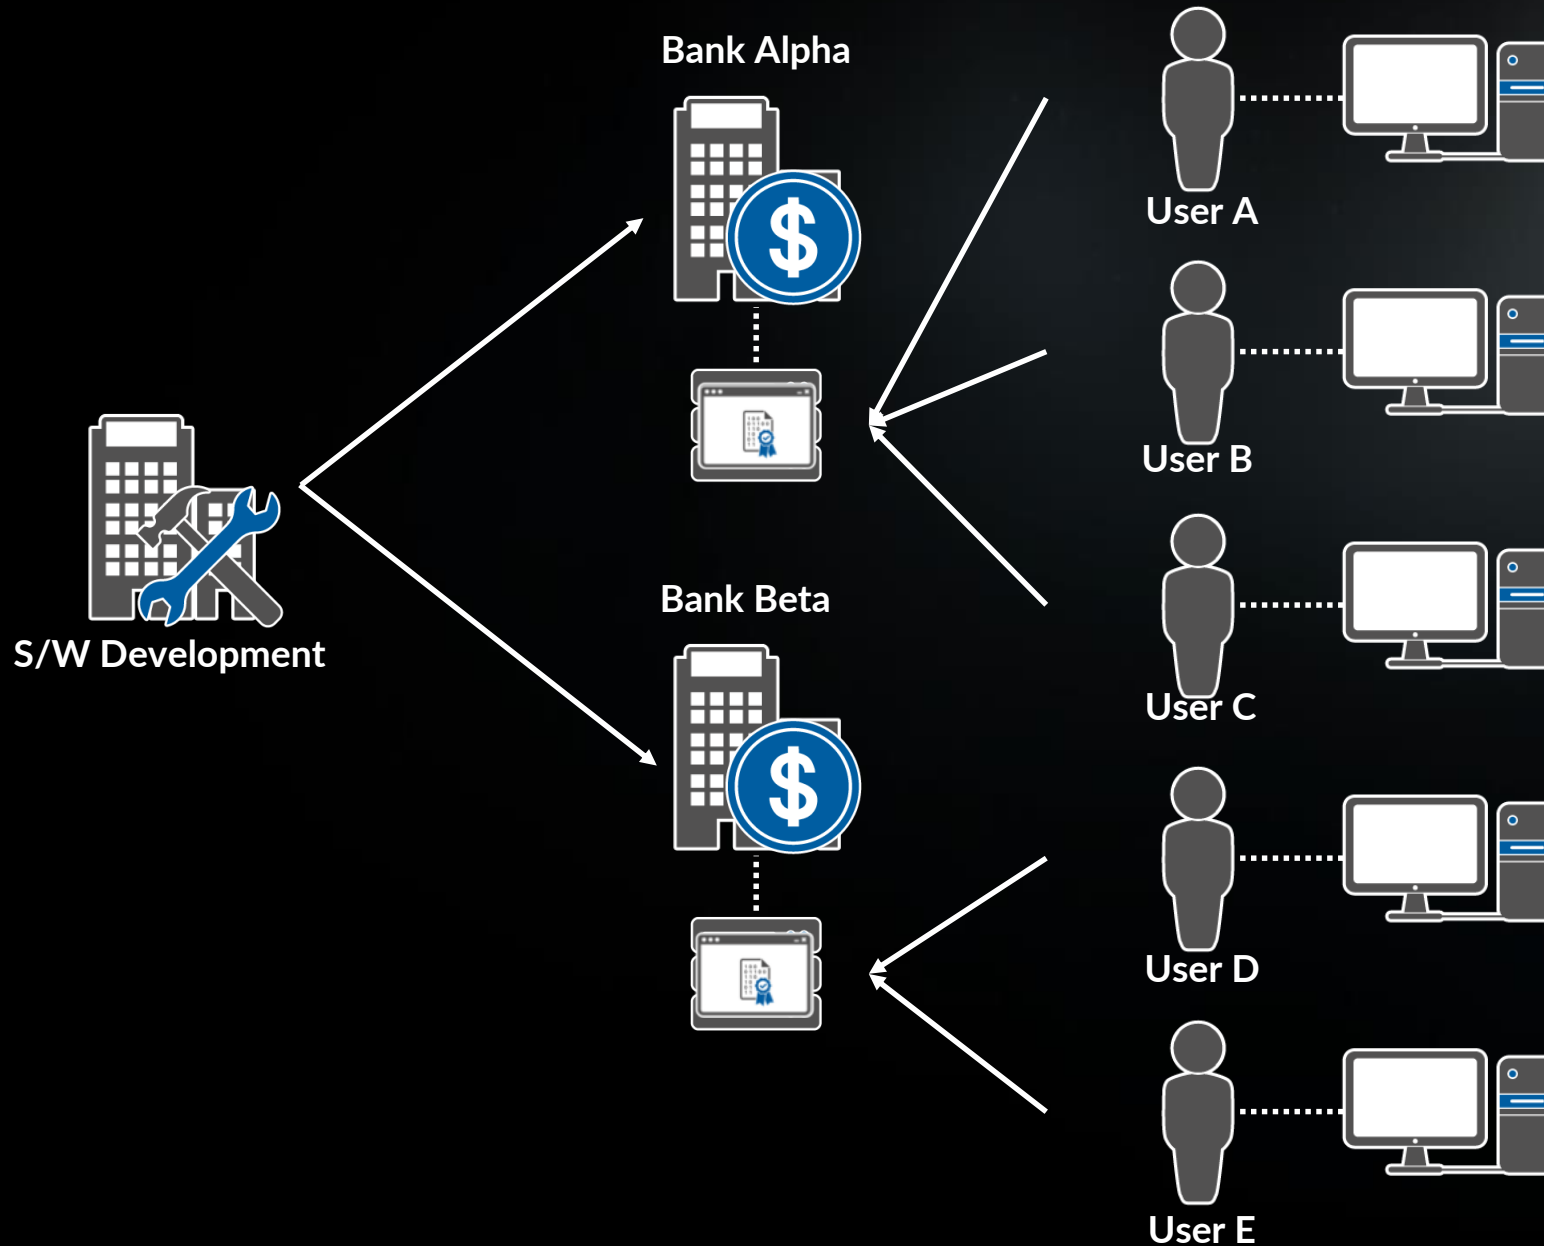 Bank Alpha
User A
User B
S/W Development
Bank Beta
User C
User D
User E